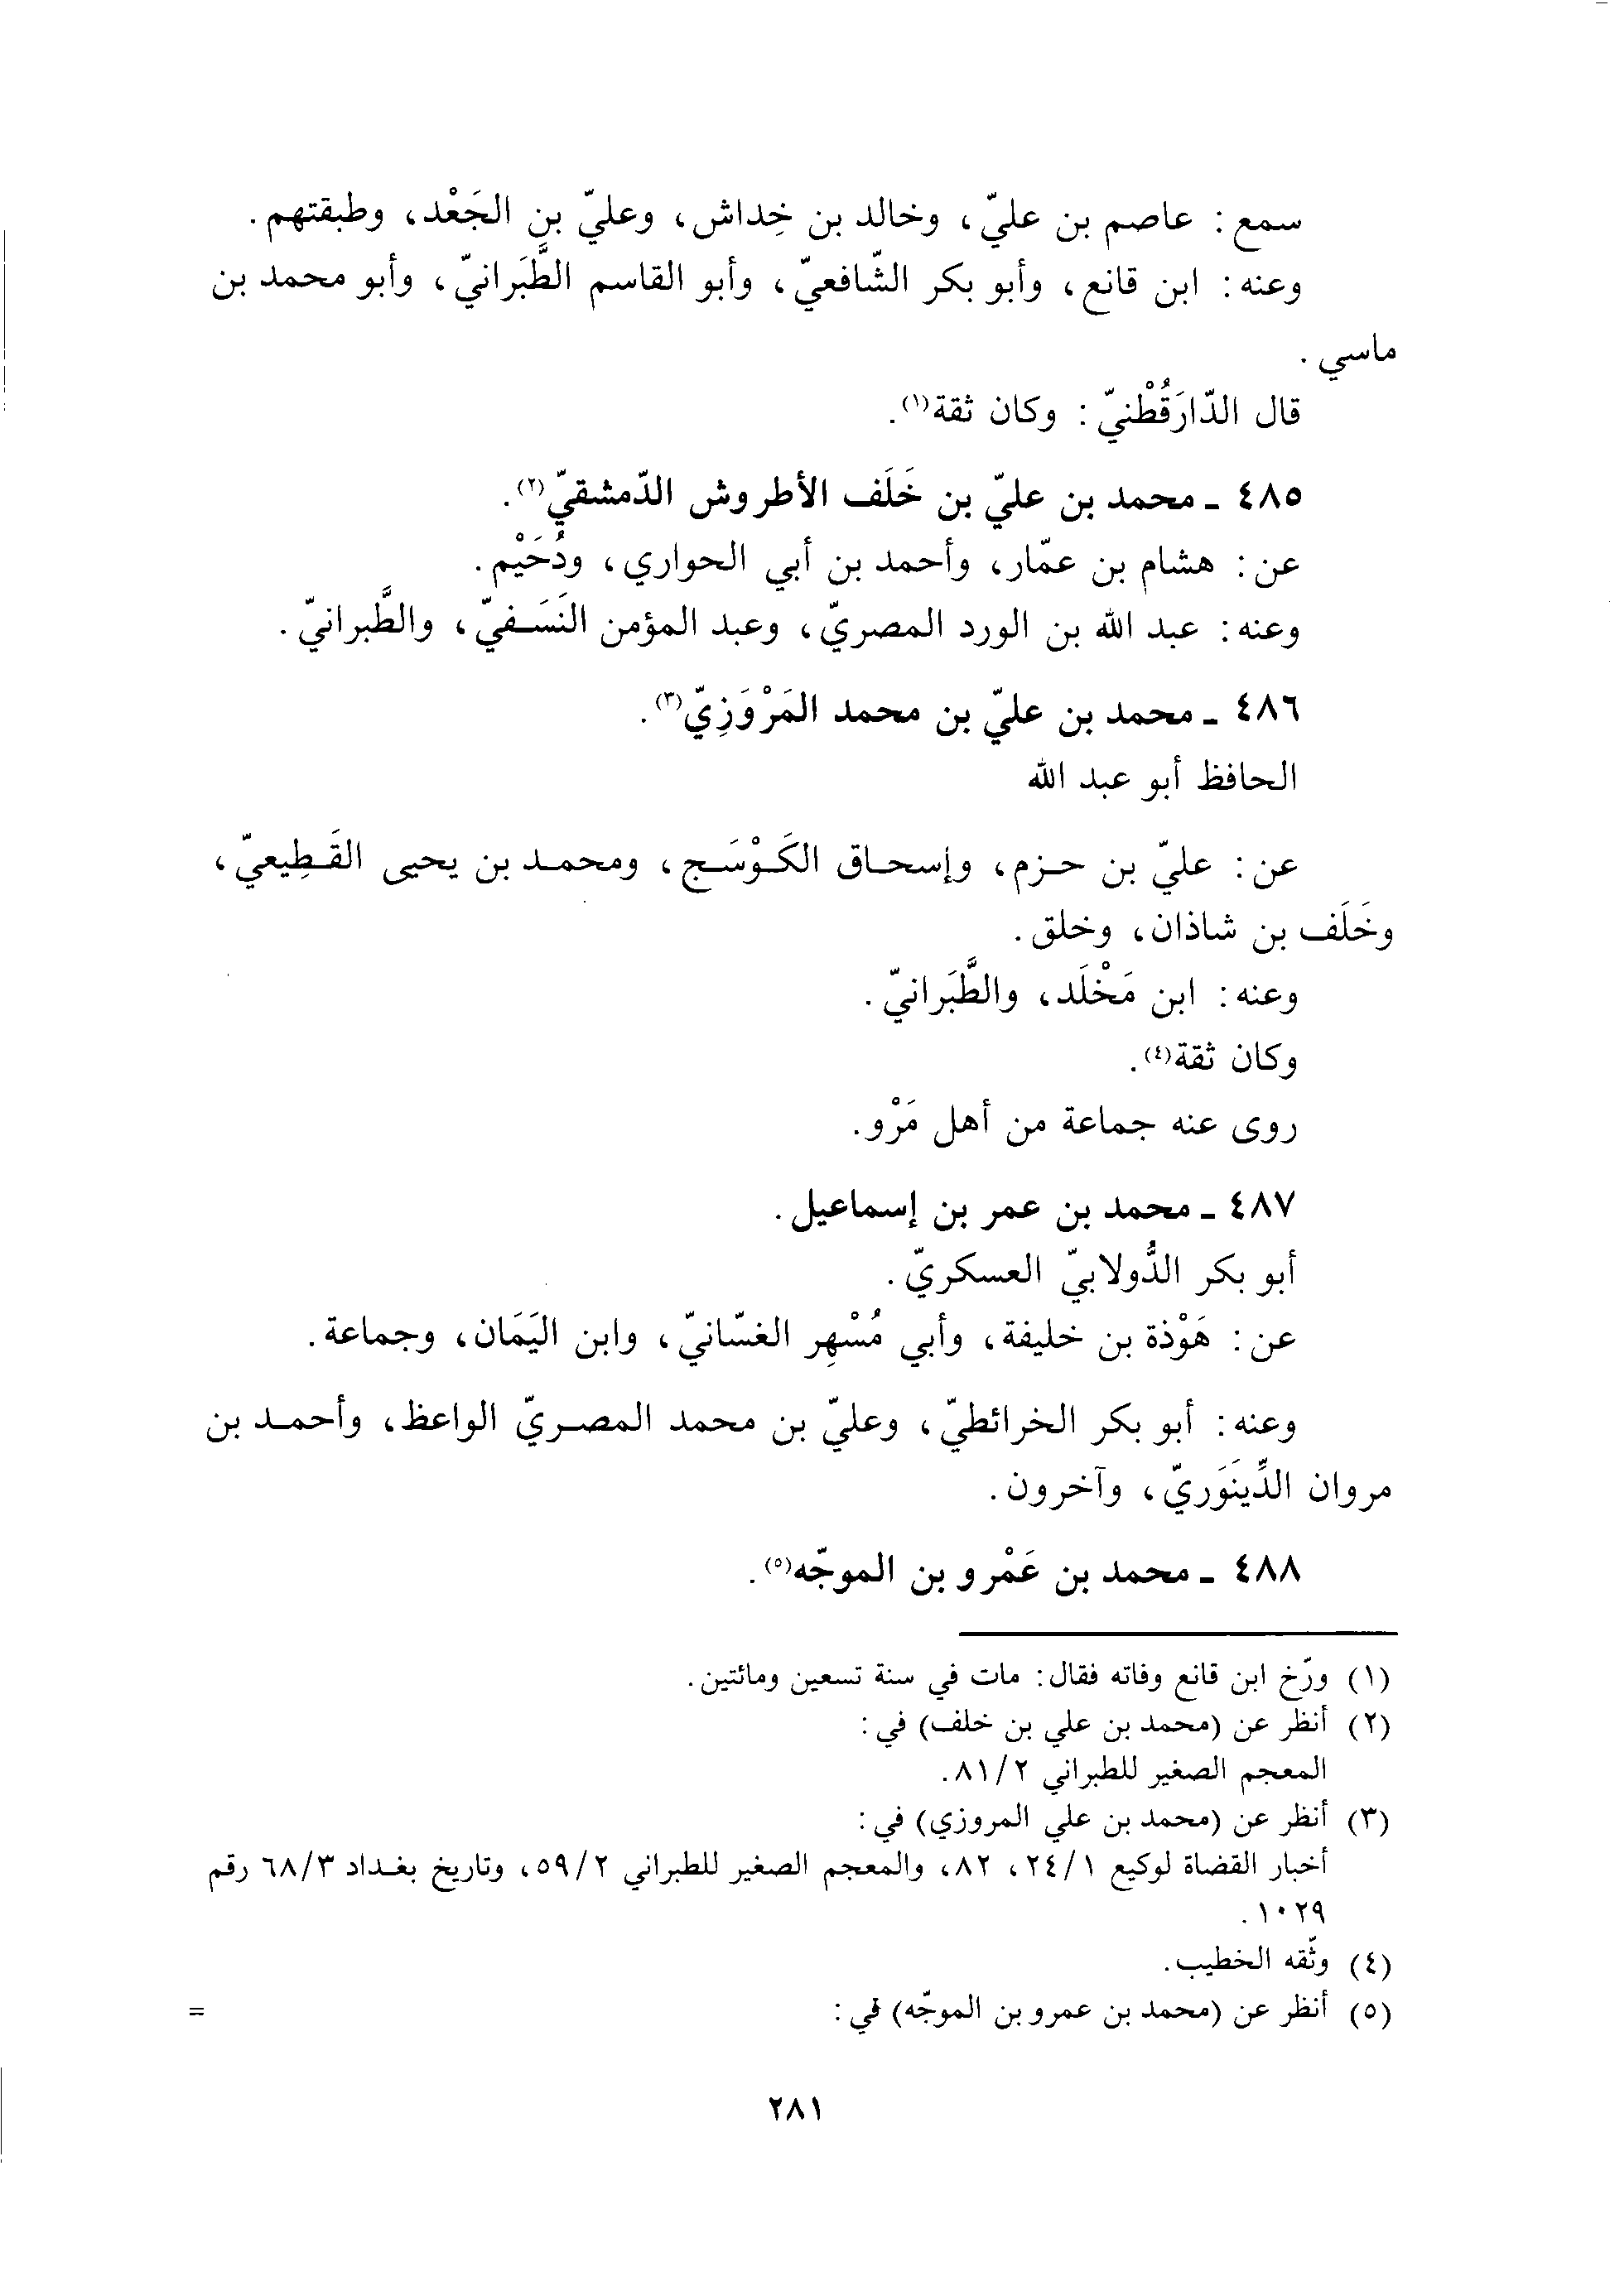 سمع: عاصم بن عليّ، وخالد بن خِداش، وعليّ بن الجَعْد، وطبقتهم.
وعنه: ابن قانع، وأبو بكر الشّافعيّ، وأبو القاسم الطَّبَرانيّ، وأبو محمد بن
ماسي.
قال الدّارَقُطْنيّ: وكان ثقة(١).
٤٨٥ ـ محمد بن عليّ بن خَلَف الأطروش الدّمشقيّ(٢).
عن: هشام بن عمّار، وأحمد بن أبي الحواري، ودُحَيْم.
وعنه: عبد الله بن الورد المصريّ، وعبد المؤمن النَسَفيّ، والطَّبرانيّ.
٤٨٦ ـ محمد بن عليّ بن محمد المَرْوَزِيّ(٣).
الحافظ أبو عبد الله
عن: عليّ بن حزم، وإسحاق الكَوْسَج، ومحمد بن يحيى القَطِيعيّ،
وخَلَف بن شاذان، وخلق.
وعنه: ابن مَخْلَد، والطَّبَرانيّ.
وكان ثقة(٤).
روى عنه جماعة من أهل مَرْو.
٤٨٧ ـ محمد بن عمر بن إسماعيل.
أبو بكر الدُّولابيّ العسكريّ.
عن: هَوْذة بن خليفة، وأبي مُسْهِر الغسّانيّ، وابن اليَمَان، وجماعة.
وعنه: أبو بكر الخرائطيّ، وعليّ بن محمد المصريّ الواعظ، وأحمد بن
مروان الدِّينَوَريّ، وآخرون.
٤٨٨ ـ محمد بن عَمْرو بن الموجّه(٥).
(١) ورّخ ابن قانع وفاته فقال: مات في سنة تسعين ومائتين.
(٢) أنظر عن (محمد بن علي بن خلف) في:
المعجم الصغير للطبراني ٨١/٢.
(٣) أنظر عن (محمد بن علي المروزي) في:
أخبار القضاة لوكيع ٢٤/١، ٨٢، والمعجم الصغير للطبراني ٥٩/٢، وتاريخ بغداد ٦٨/٣ رقم
١٠٢٩.
(٤) وثّقه الخطيب.
(٥) أنظر عن (محمد بن عمرو بن الموجّه) في: =
٢٨١